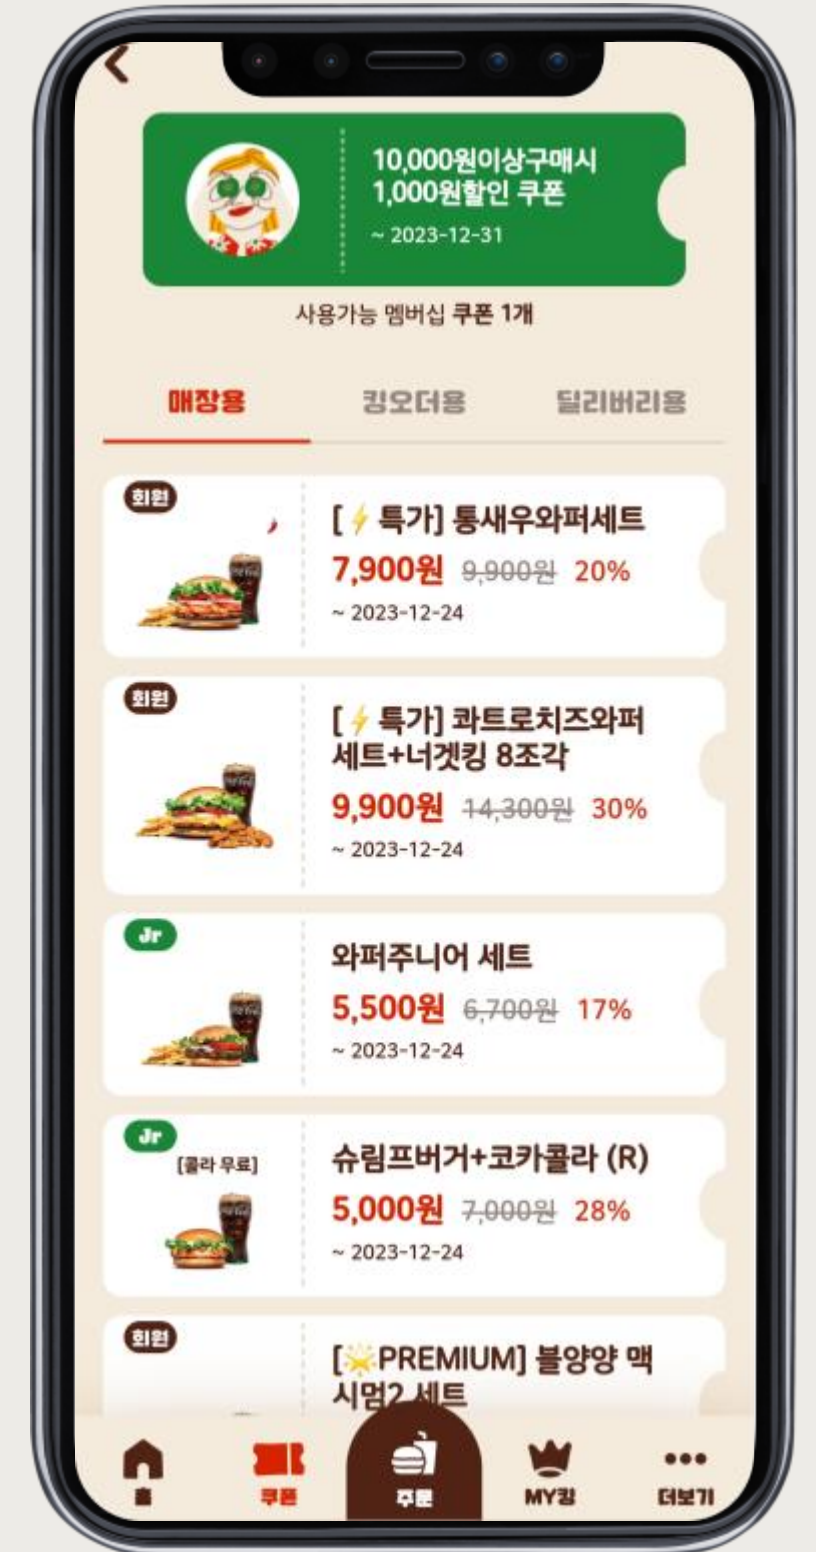 10,000원이상구매시
1,000원할인 쿠폰
~ 2023-12-31
사용가능 멤버십 쿠폰 1개
매장용 킹오더용 딜리버리용
회원
[⚡특가] 통새우와퍼세트
7,900원 9,900원 20%
~ 2023-12-24
회원
[⚡특가] 콰트로치즈와퍼
세트+너겟킹 8조각
9,900원 14,300원 30%
~ 2023-12-24
Jr
와퍼주니어 세트
5,500원 6,700원 17%
~ 2023-12-24
Jr
[콜라 무료]
슈림프버거+코카콜라 (R)
5,000원 7,000원 28%
~ 2023-12-24
회원
[🌟PREMIUM] 불양양 맥
시멈2 세트
홈 쿠폰 주문 MY킹 더보기